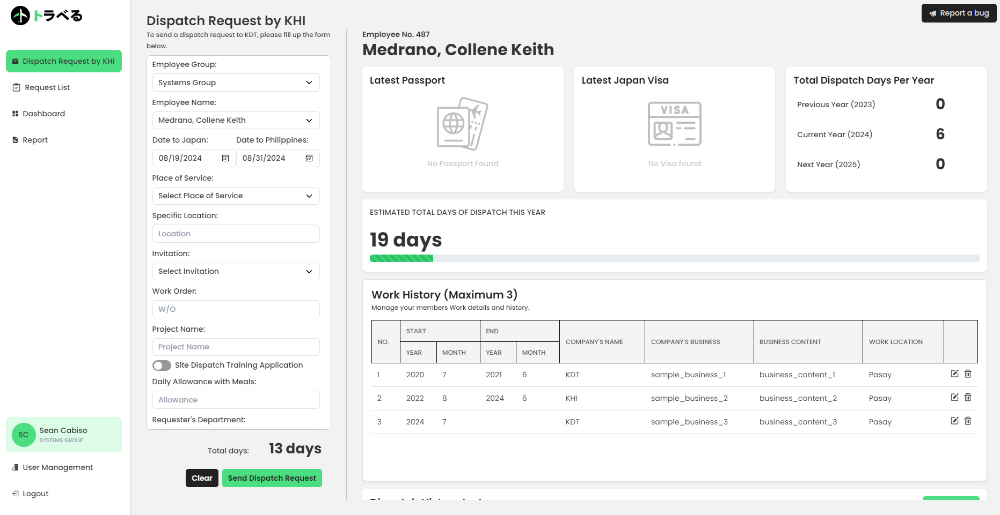 トラベる
Dispatch Request by KHI
Request List
Dashboard
Report
SC
Sean Cabiso
SYSTEMS GROUP
User Management
Logout
Dispatch Request by KHI
To send a dispatch request to KDT, please fill up the form
below.
Employee Group:
Systems Group
Employee Name:
Medrano, Collene Keith
Date to Japan: Date to Philippines:
08/19/2024 08/31/2024
Place of Service:
Select Place of Service
Specific Location:
Location
Invitation:
Select Invitation
Work Order:
W/O
Project Name:
Project Name
Site Dispatch Training Application
Daily Allowance with Meals:
Allowance
Requester's Department:
Total days: 13 days
Clear Send Dispatch Request
Report a bug
Employee No. 487
Medrano, Collene Keith
Latest Passport
No Passport Found
Latest Japan Visa
VISA
No Visa found
Total Dispatch Days Per Year
Previous Year (2023) 0
Current Year (2024) 6
Next Year (2025) 0
ESTIMATED TOTAL DAYS OF DISPATCH THIS YEAR
19 days
Work History (Maximum 3)
Manage your members Work details and history.
NO. START END COMPANY'S NAME COMPANY'S BUSINESS BUSINESS CONTENT WORK LOCATION
YEAR MONTH YEAR MONTH
1 2020 7 2021 6 KDT sample_business_1 business_content_1 Pasay
2 2022 8 2024 6 KHI sample_business_2 business_content_2 Pasay
3 2024 7 KDT sample_business_3 business_content_3 Pasay